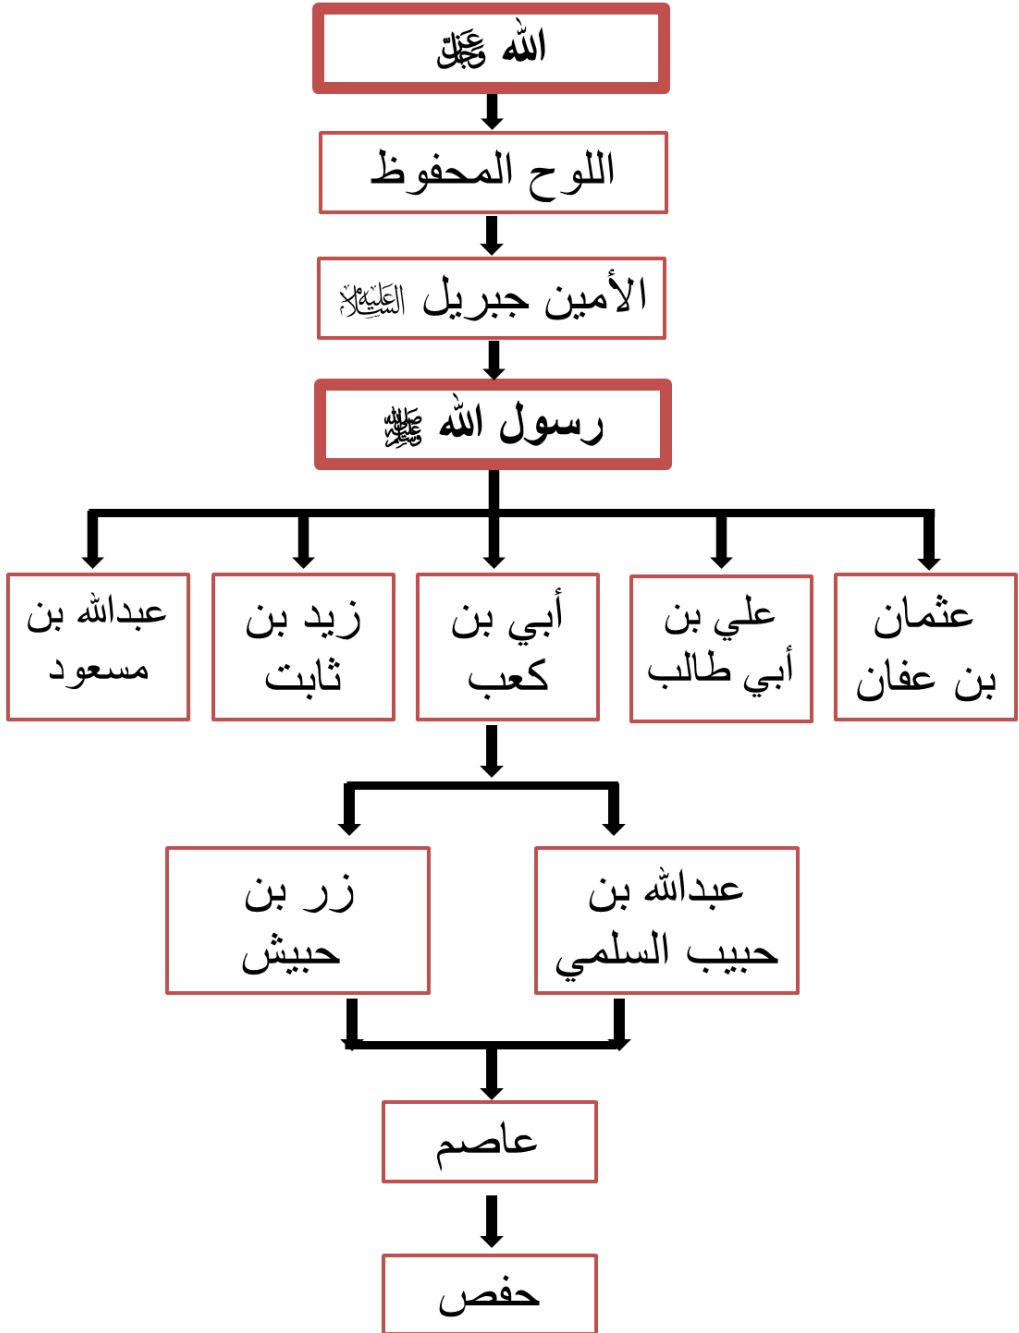 الله ﷻ
اللوح المحفوظ
الأمين جبريل عليه السلام
رسول الله ﷺ
عثمان
بن عفان
علي بن
أبي طالب
أبي بن
كعب
زيد بن
ثابت
عبدالله بن
مسعود
عبدالله بن
حبيب السلمي
زر بن
حبيش
عاصم
حفص